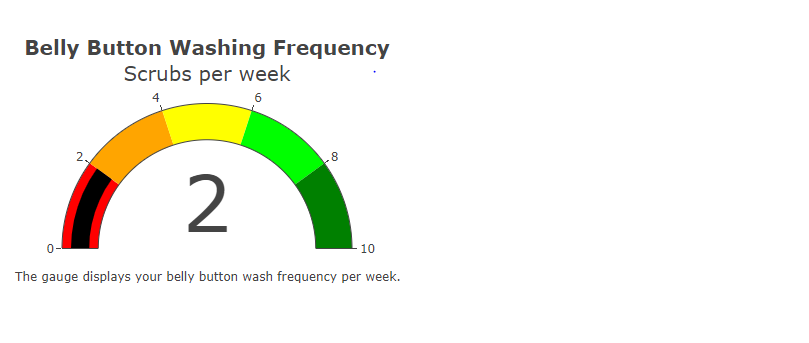 Belly Button Washing Frequency
Scrubs per week
4
6
2
8
2
0
10
The gauge displays your belly button wash frequency per week.